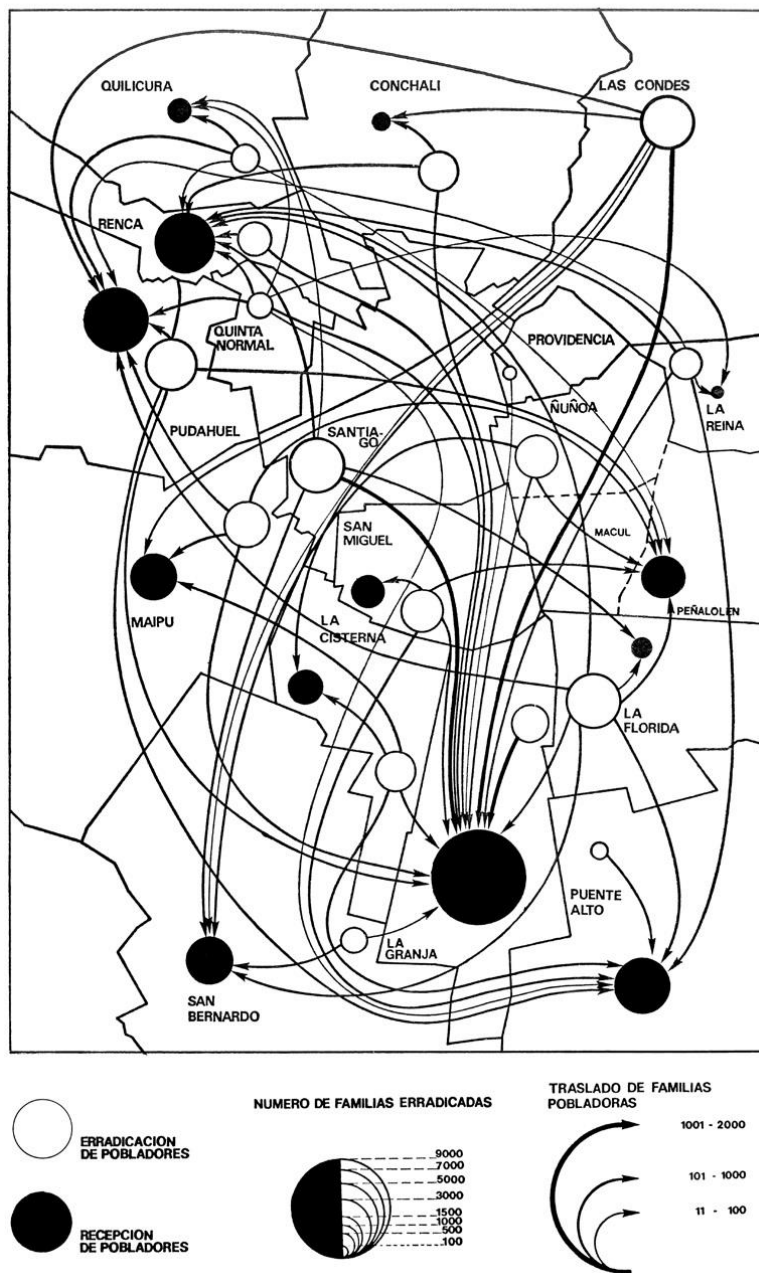 QUILICURA
CONCHALI
LAS CONDES
RENCA
QUINTA
NORMAL
PROVIDENCIA
ÑUÑOA
LA
REINA
PUDAHUEL
SANTIA-
GO
SAN
MIGUEL
MACUL
MAIPU
LA
CISTERNA
PEÑALOLEN
LA
FLORIDA
PUENTE
ALTO
LA
GRANJA
SAN
BERNARDO
ERRADICACION
DE POBLADORES
RECEPCION
DE POBLADORES
NUMERO DE FAMILIAS ERRADICADAS
9000
7000
5000
3000
1500
1000
500
100
TRASLADO DE FAMILIAS
POBLADORAS
1001 - 2000
101 - 1000
11 - 100